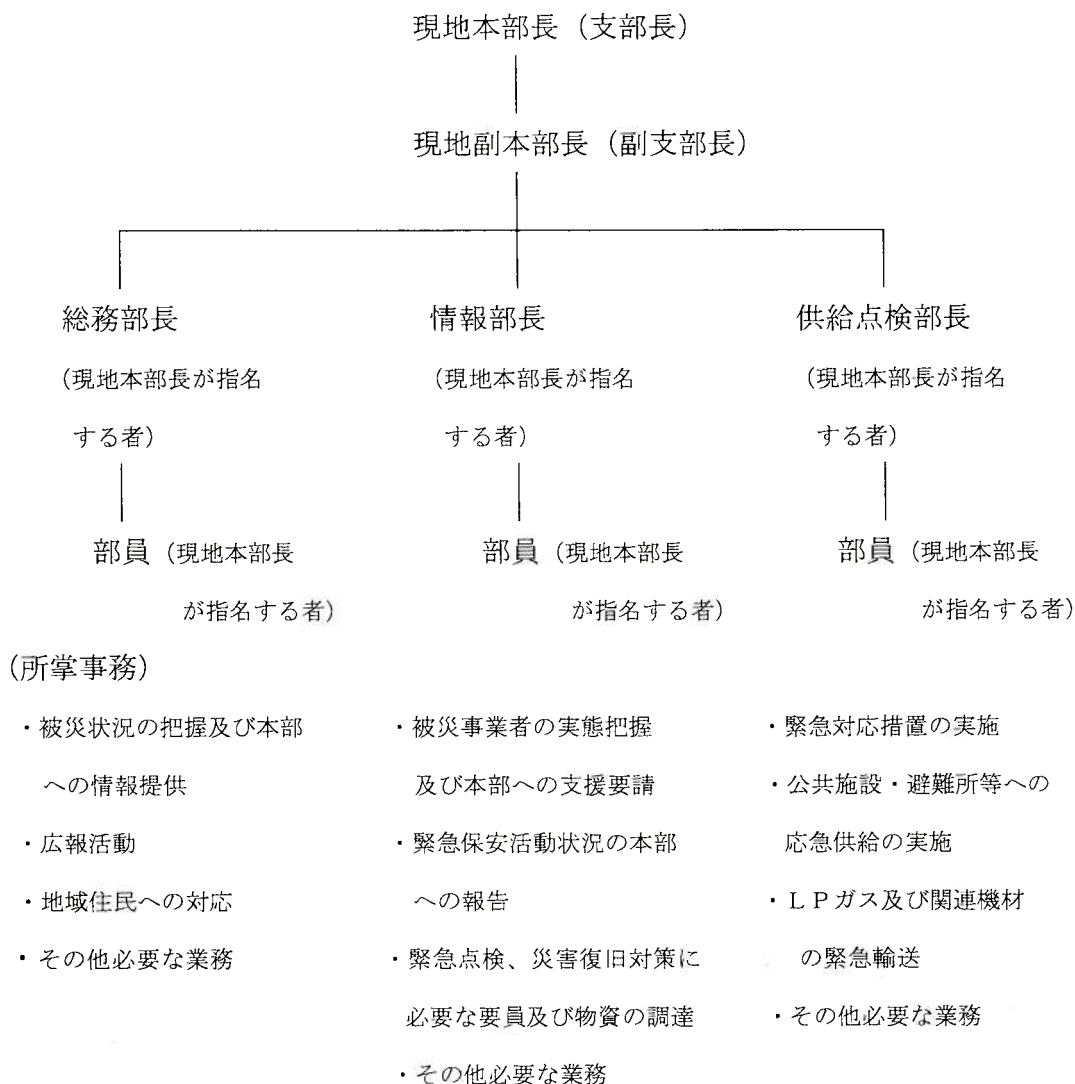 現地本部長（支部長）
現地副本部長（副支部長）
総務部長
（現地本部長が指名
する者）
部員（現地本部長
が指名する者）
情報部長
（現地本部長が指名
する者）
部員（現地本部長
が指名する者）
供給点検部長
（現地本部長が指名
する者）
部員（現地本部長
が指名する者）
（所掌事務）
・被災状況の把握及び本部
への情報提供
・広報活動
・地域住民への対応
・その他必要な業務
・被災事業者の実態把握
及び本部への支援要請
・緊急保安活動状況の本部
への報告
・緊急点検、災害復旧対策に
必要な要員及び物資の調達
・その他必要な業務
・緊急対応措置の実施
・公共施設・避難所等への
応急供給の実施
・ＬＰガス及び関連機材
の緊急輸送
・その他必要な業務